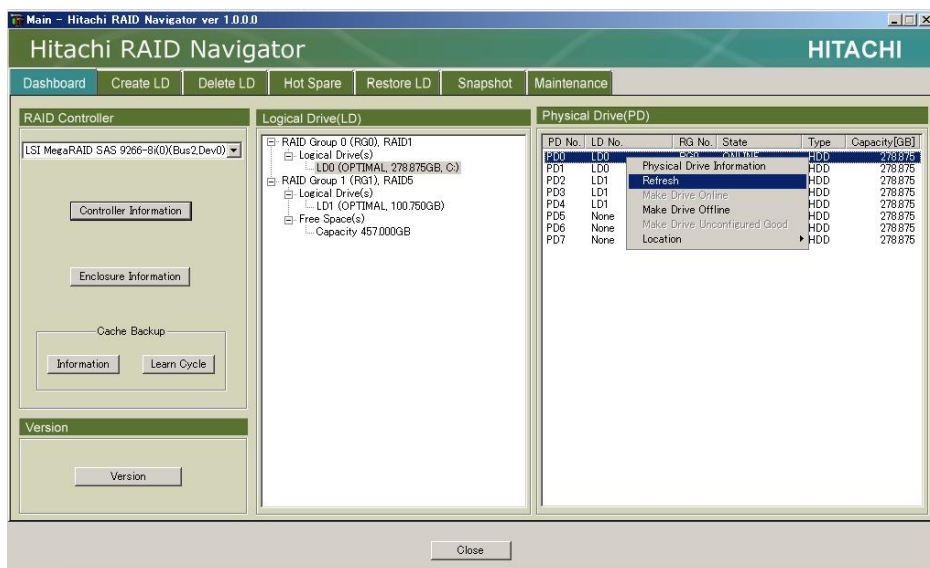 Main - Hitachi RAID Navigator ver 1.0.0.0
Hitachi RAID Navigator
HITACHI
Dashboard Create LD Delete LD Hot Spare Restore LD Snapshot Maintenance
RAID Controller
LSI MegaRAID SAS 9266-8i(0)(Bus2,Dev0)
Controller Information
Enclosure Information
Cache Backup
Information Learn Cycle
Version
Version
Logical Drive(LD)
RAID Group 0 (RG0), RAID1
Logical Drive(s)
LD0 (OPTIMAL, 278.875GB, C:)
RAID Group 1 (RG1), RAID5
Logical Drive(s)
LD1 (OPTIMAL, 100.750GB)
Free Space(s)
Capacity 457.000GB
Physical Drive(PD)
PD No. LD No. RG No. State Type Capacity[GB]
PD0 LD0 RG0 ONLINE HDD 278.875
PD1 LD0 HDD 278.875
PD2 LD1 HDD 278.875
PD3 LD1 HDD 278.875
PD4 LD1 HDD 278.875
PD5 None HDD 278.875
PD6 None HDD 278.875
PD7 None HDD 278.875
Physical Drive Information
Refresh
Make Drive Online
Make Drive Offline
Make Drive Unconfigured Good
Location
Close